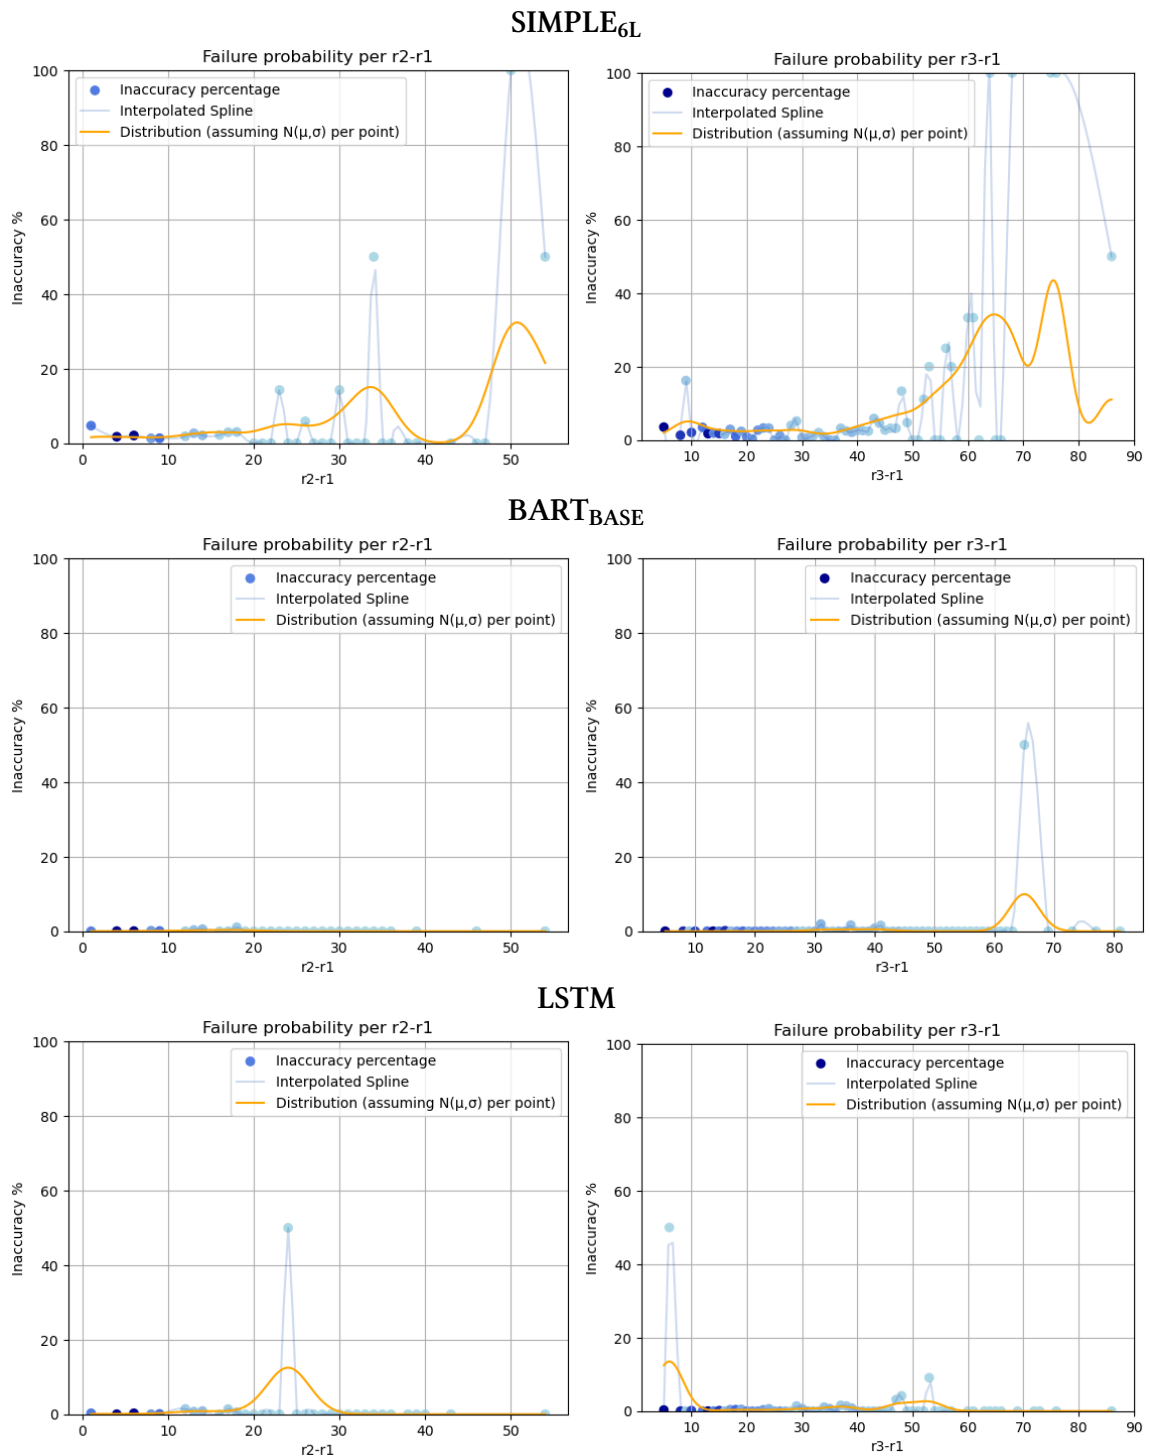 SIMPLE6L
Failure probability per r2-r1
Inaccuracy percentage
Interpolated Spline
Distribution (assuming N(μ,σ) per point)
Inaccuracy %
100
80
60
40
20
0
0 10 20 30 40 50
r2-r1
Failure probability per r3-r1
Inaccuracy percentage
Interpolated Spline
Distribution (assuming N(μ,σ) per point)
Inaccuracy %
100
80
60
40
20
0
10 20 30 40 50 60 70 80 90
r3-r1
BARTBASE
Failure probability per r2-r1
Inaccuracy percentage
Interpolated Spline
Distribution (assuming N(μ,σ) per point)
Inaccuracy %
100
80
60
40
20
0
0 10 20 30 40 50
r2-r1
Failure probability per r3-r1
Inaccuracy percentage
Interpolated Spline
Distribution (assuming N(μ,σ) per point)
Inaccuracy %
100
80
60
40
20
0
10 20 30 40 50 60 70 80
r3-r1
LSTM
Failure probability per r2-r1
Inaccuracy percentage
Interpolated Spline
Distribution (assuming N(μ,σ) per point)
Inaccuracy %
100
80
60
40
20
0
0 10 20 30 40 50
r2-r1
Failure probability per r3-r1
Inaccuracy percentage
Interpolated Spline
Distribution (assuming N(μ,σ) per point)
Inaccuracy %
100
80
60
40
20
0
10 20 30 40 50 60 70 80 90
r3-r1